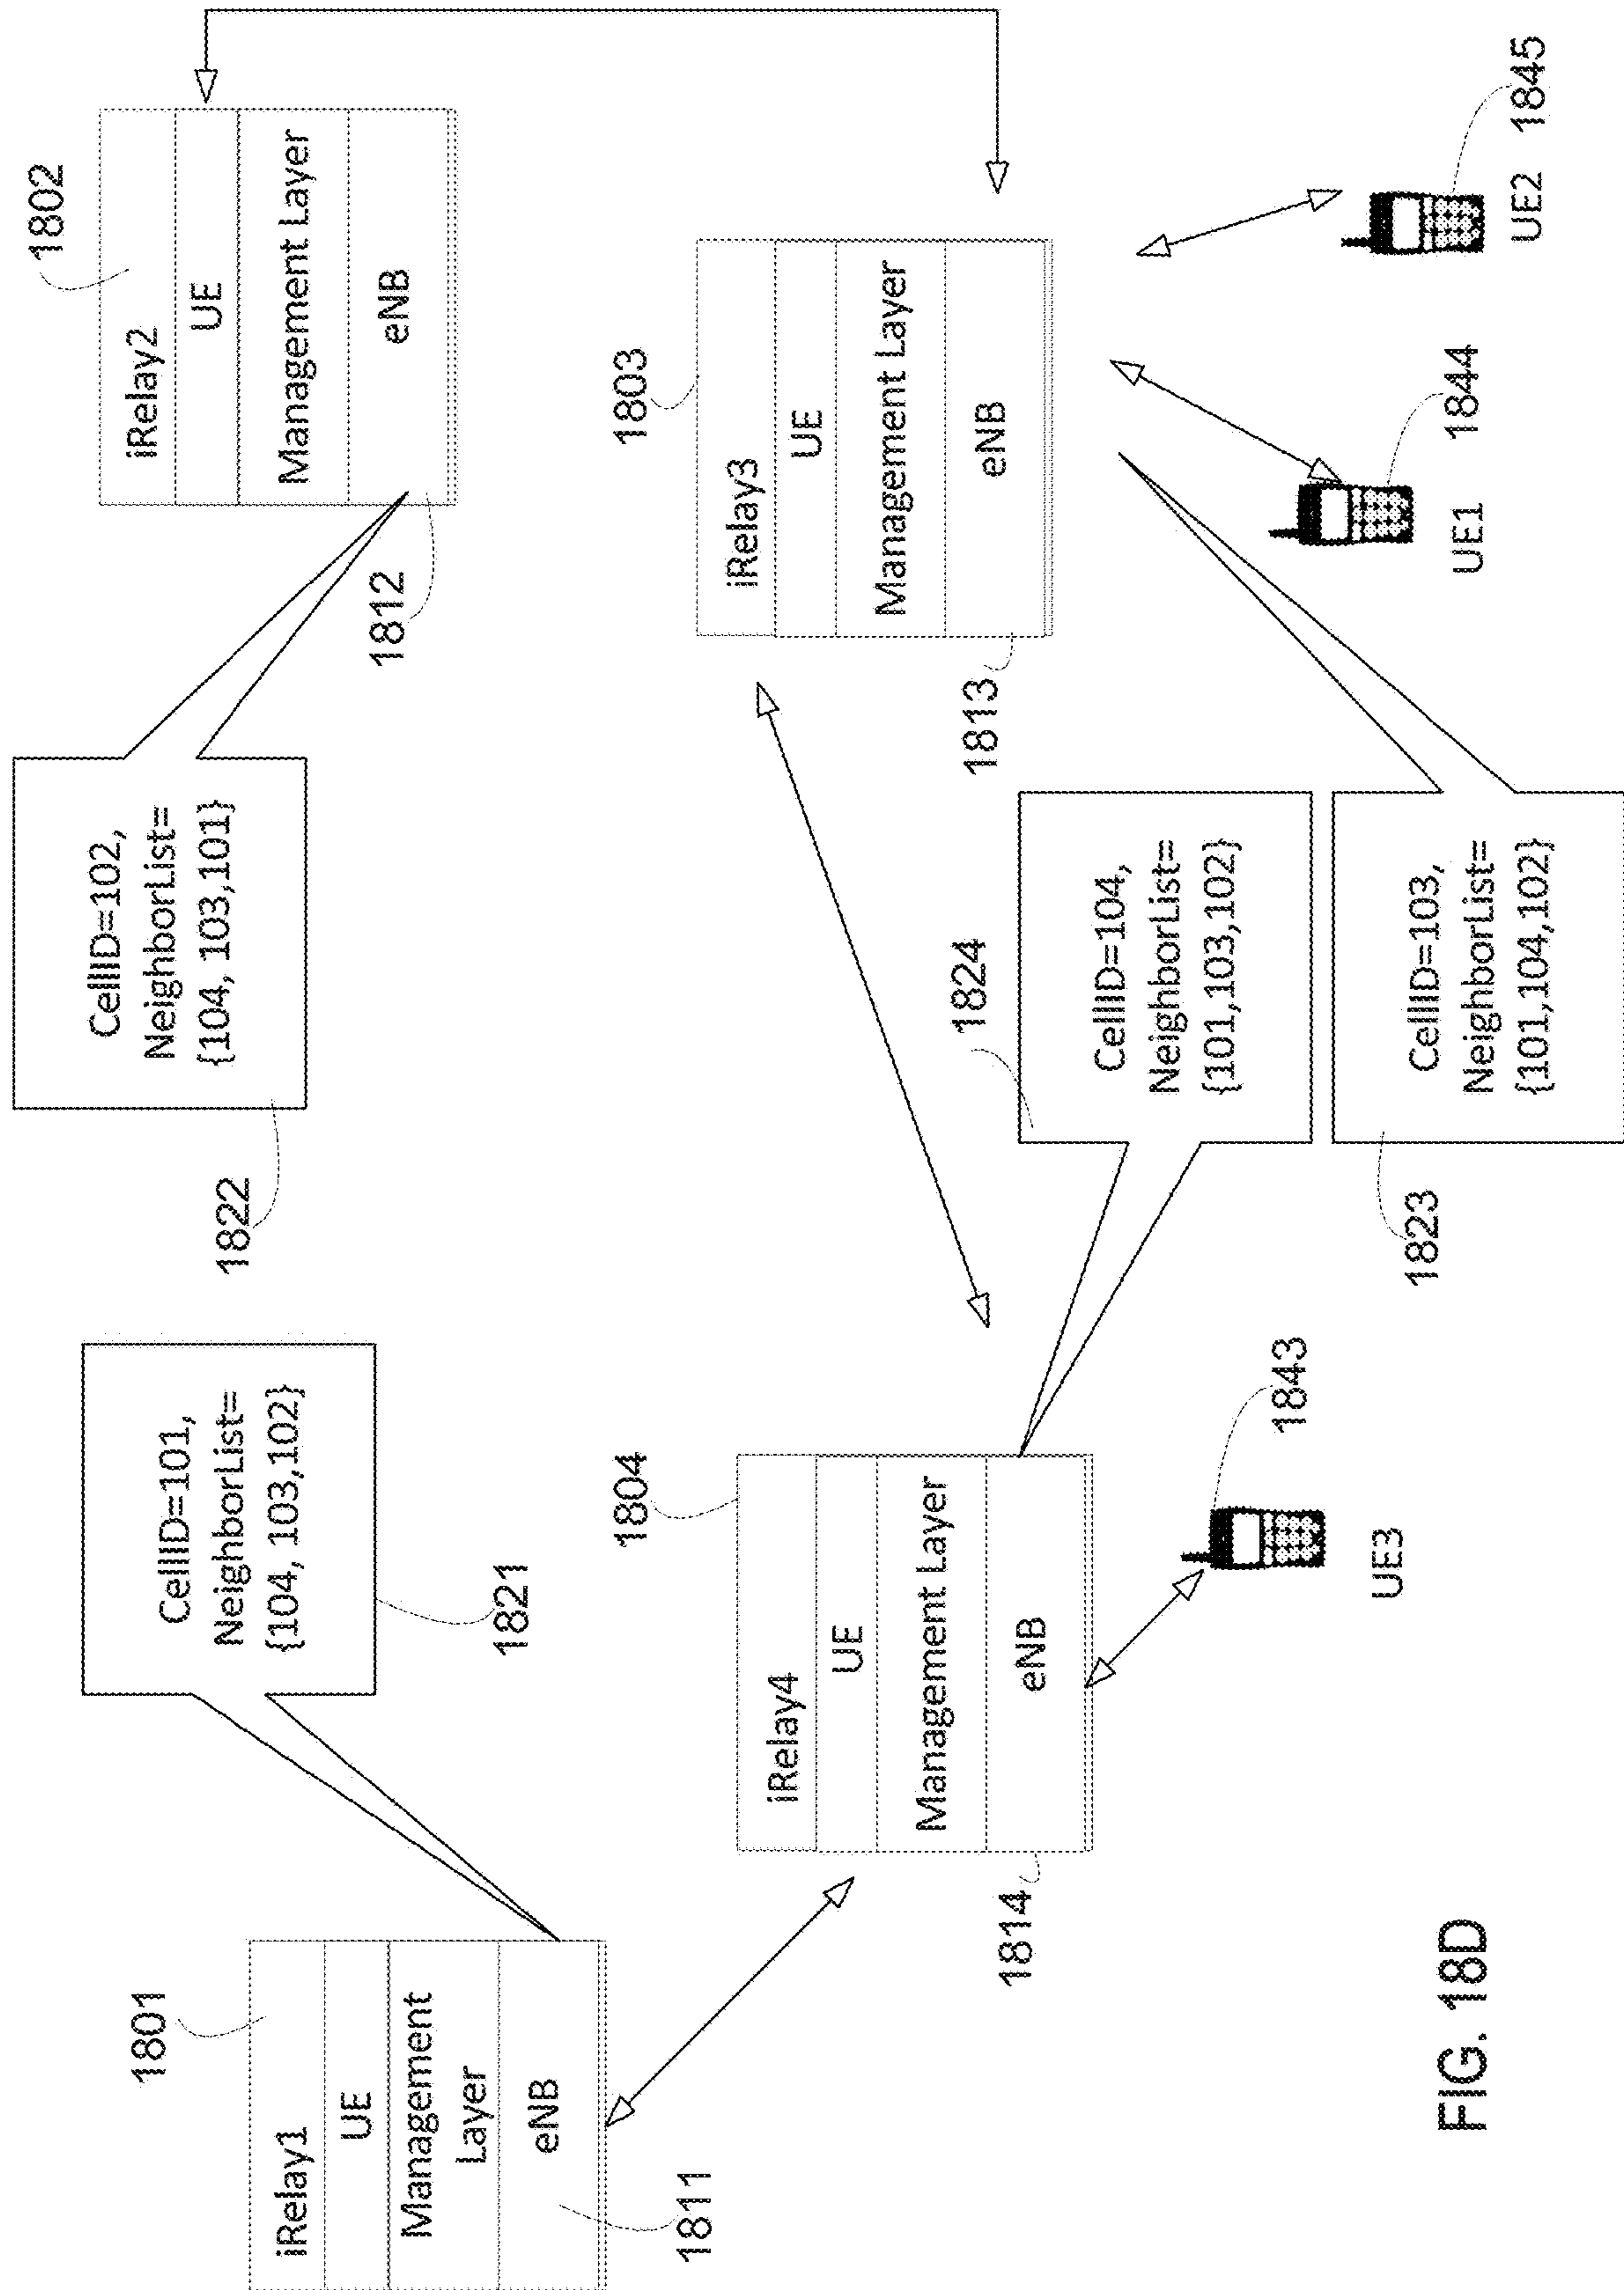 1801
iRelay1
UE
Management
Layer
eNB
1811
CellID=101,
NeighborList=
{104, 103,102}
1821
1822
CellID=102,
NeighborList=
{104, 103,101}
1802
iRelay2
UE
Management Layer
eNB
1812
1804
iRelay4
UE
Management Layer
eNB
1814
1843
UE3
1824
CellID=104,
NeighborList=
{101,103,102}
1823
CellID=103,
NeighborList=
{101,104,102}
1803
iRelay3
UE
Management Layer
eNB
1813
1844
UE1
1845
UE2
FIG. 18D